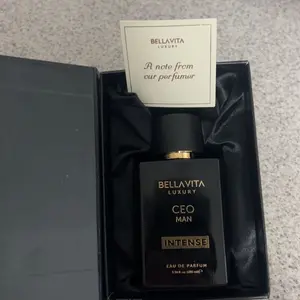 BELLAVITA
LUXURY
A note from
our perfumer
BELLAVITA
LUXURY
CEO
MAN
INTENSE
EAU DE PARFUM